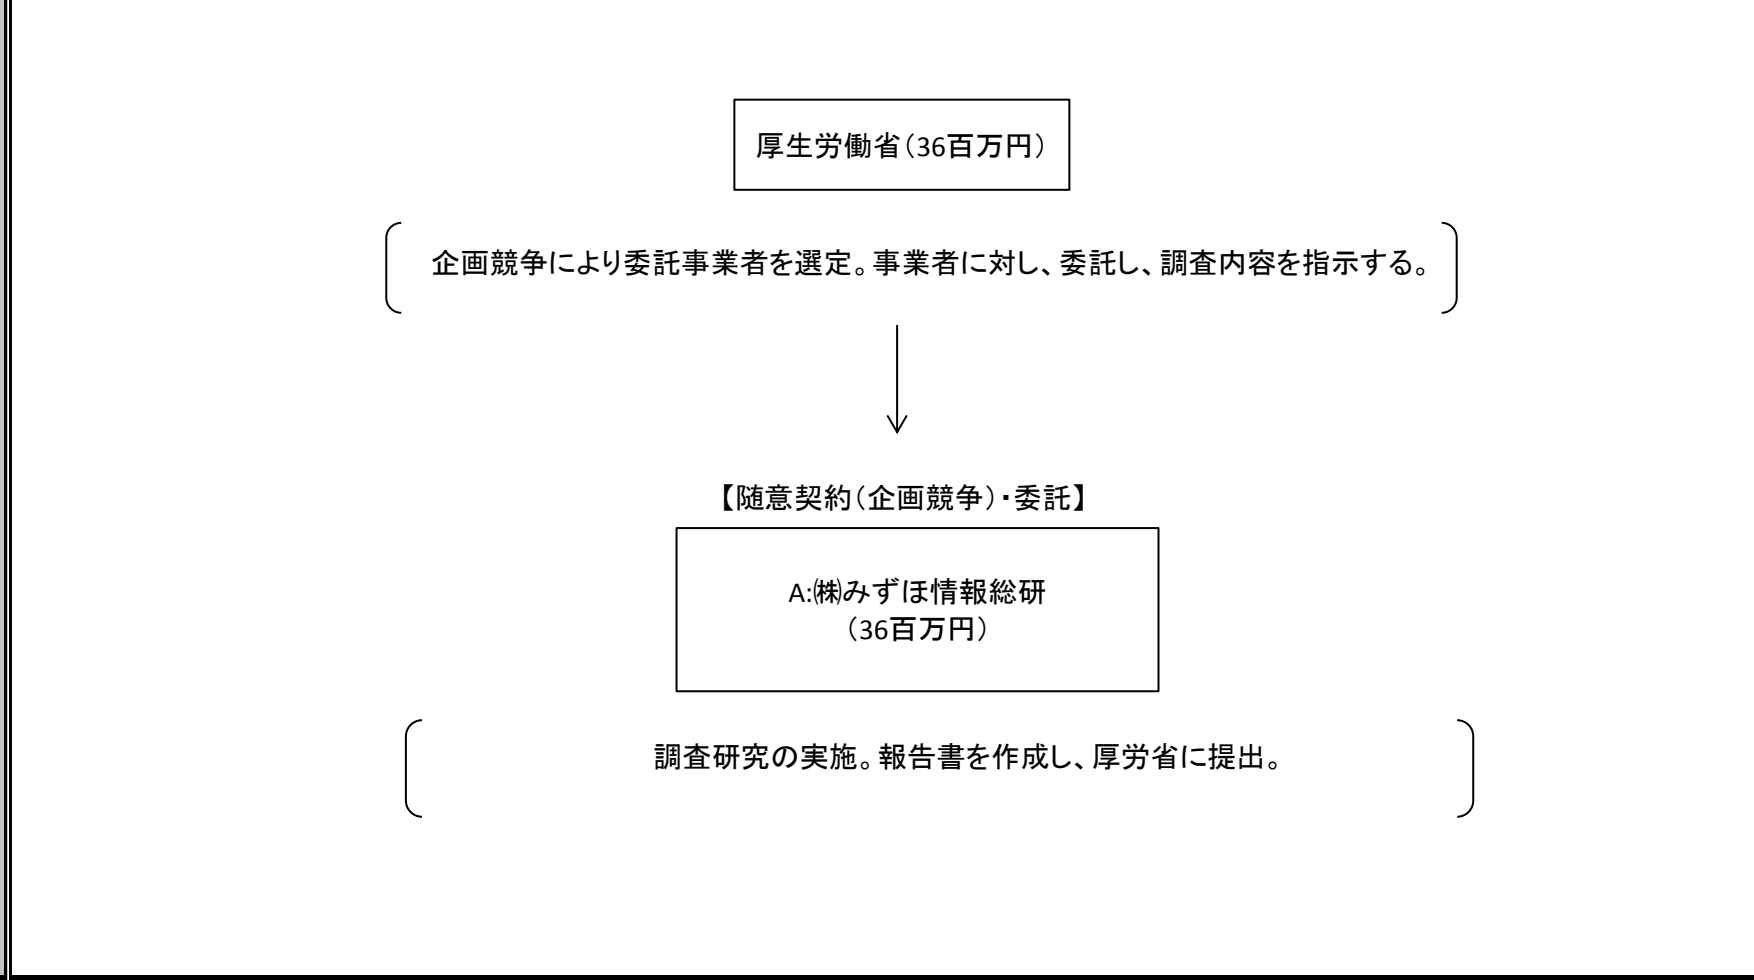 厚生労働省（36百万円）
企画競争により委託事業者を選定。事業者に対し、委託し、調査内容を指示する。
【随意契約（企画競争）・委託】
A:㈱みずほ情報総研
（36百万円）
調査研究の実施。報告書を作成し、厚労省に提出。